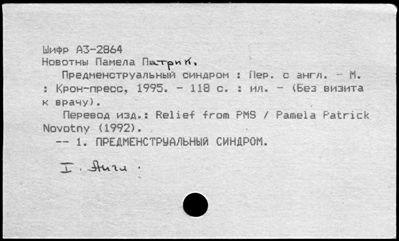 Шифр А3-2864
Новотны Памела Патрик.
Предменструальный синдром : Пер. с англ. - М.
: Крон-пресс, 1995. - 118 с. : ил. - (Без визита
к врачу).
Перевод изд.: Relief from PMS / Pamela Patrick
Novotny (1992).
-- 1. ПРЕДМЕНСТРУАЛЬНЫЙ СИНДРОМ.
I.